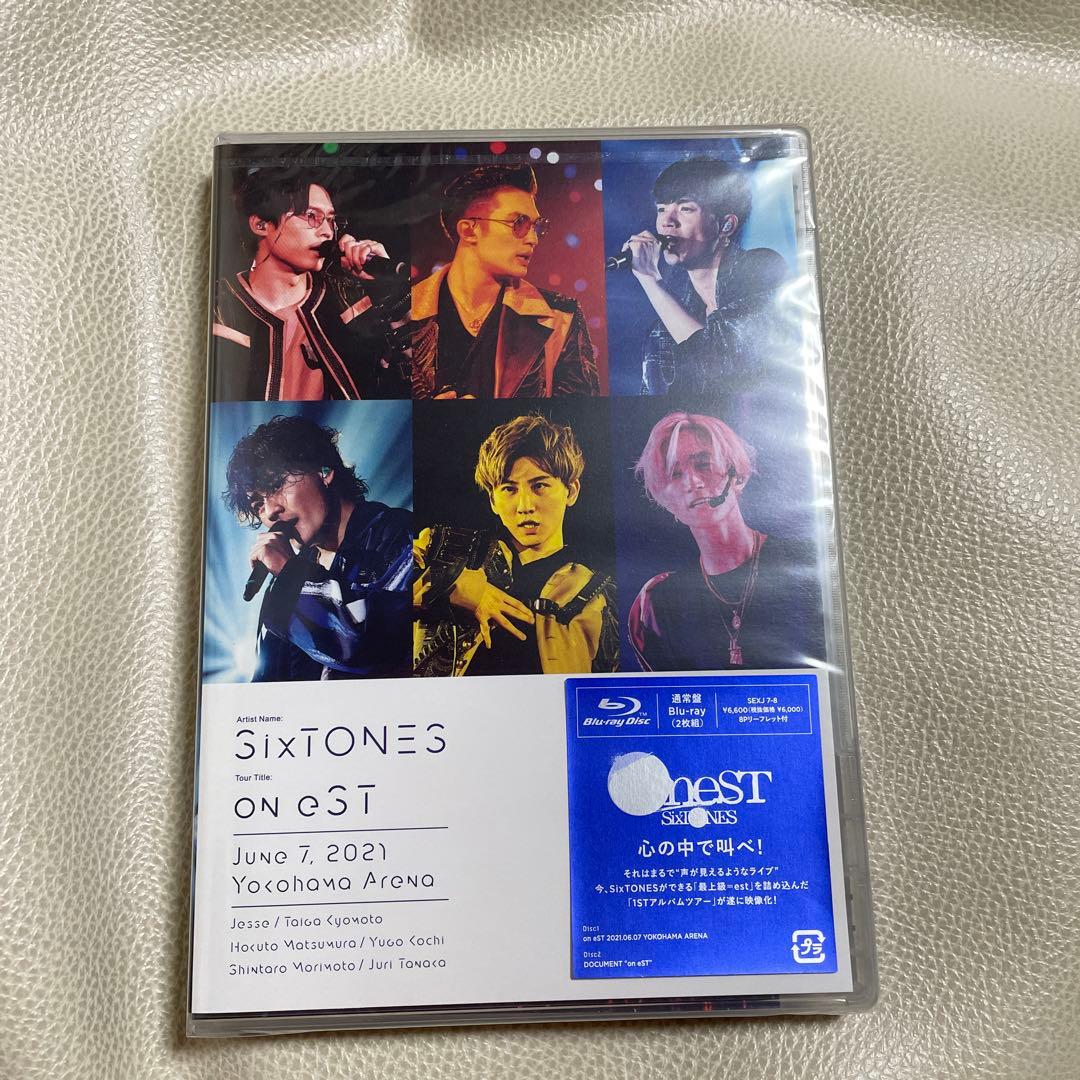 Artist Name:
SixTONES
Tour Title:
on eST
June 7, 2021
Yokohama Arena
Jesse / Taiga Kyomoto
Hokuto Matsumura / Yugo Kochi
Shintaro Morimoto / Juri Tanaka
Blu-ray Disc TM
通常盤
Blu-ray
(2枚組)
SEXJ 7-8
¥6,600(税抜価格 ¥6,000)
8Pリーフレット付
oneST
SixTONES
心の中で叫べ!
それはまるで“声が見えるようなライブ”
今、SixTONESができる「最上級=est」を詰め込んだ
「1STアルバムツアー」が遂に映像化!
Disc1
on eST 2021.06.07 YOKOHAMA ARENA
Disc2
DOCUMENT “on eST”
プラ